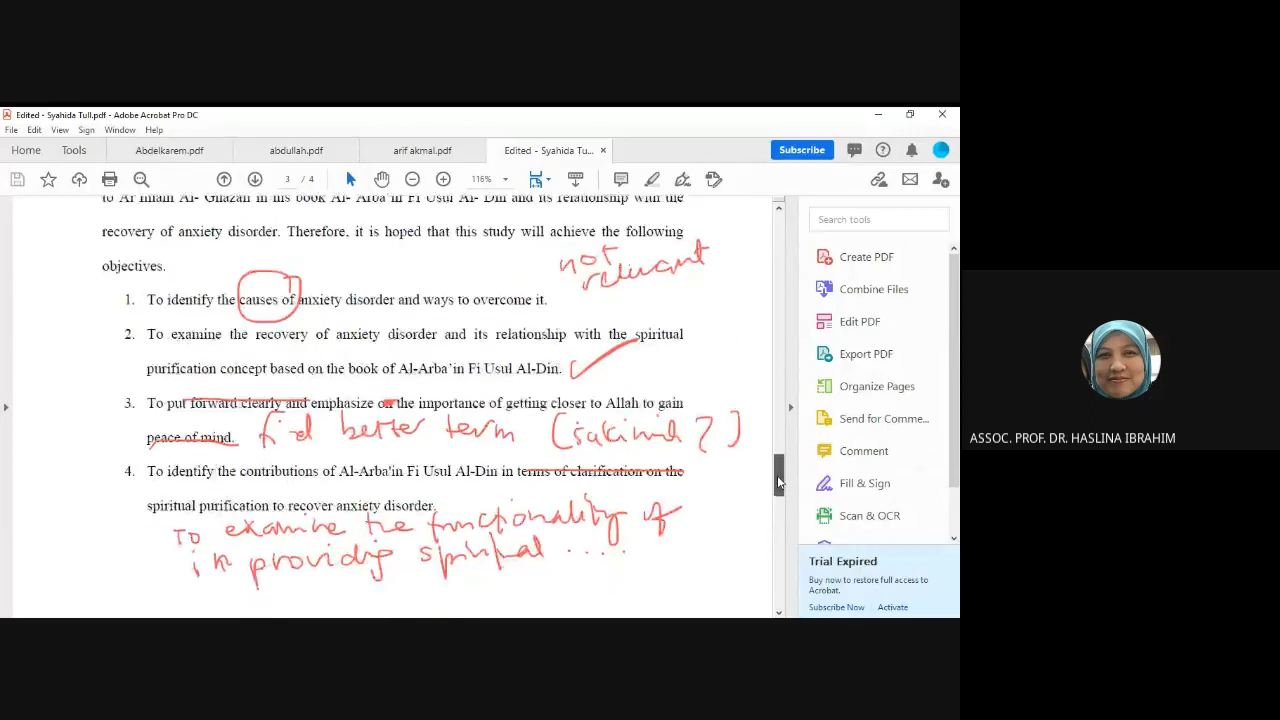 Edited - Syahida Tull.pdf - Adobe Acrobat Pro DC
File Edit View Sign Window Help
Home Tools Abdelkarem.pdf abdullah.pdf arif akmal.pdf Edited - Syahida Tu... × Subscribe
3 / 4 116%
to Al Imam Al- Ghazali in his book Al- Arba'in Fi Usul Al- Din and its relationship with the
recovery of anxiety disorder. Therefore, it is hoped that this study will achieve the following
objectives.
not
relevant
1. To identify the causes of anxiety disorder and ways to overcome it.
2. To examine the recovery of anxiety disorder and its relationship with the spiritual
purification concept based on the book of Al-Arba'in Fi Usul Al-Din.
3. To put forward clearly and emphasize on the importance of getting closer to Allah to gain
peace of mind. find better term (sakinah?)
4. To identify the contributions of Al-Arba'in Fi Usul Al-Din in terms of clarification on the
spiritual purification to recover anxiety disorder.
To examine the functionality of
in providing spiritual ....
Search tools
Create PDF
Combine Files
Edit PDF
Export PDF
Organize Pages
Send for Comme...
Comment
Fill & Sign
Scan & OCR
Trial Expired
Buy now to restore full access to
Acrobat.
Subscribe Now Activate
ASSOC. PROF. DR. HASLINA IBRAHIM